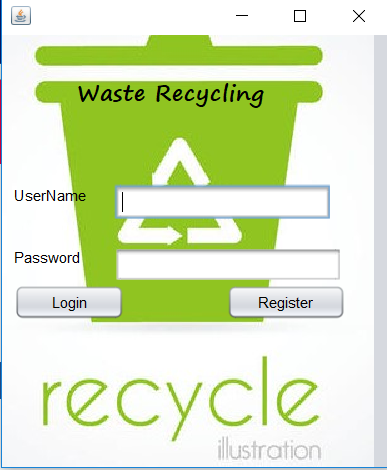 Waste Recycling
UserName
Password
Login Register
recycle
illustration